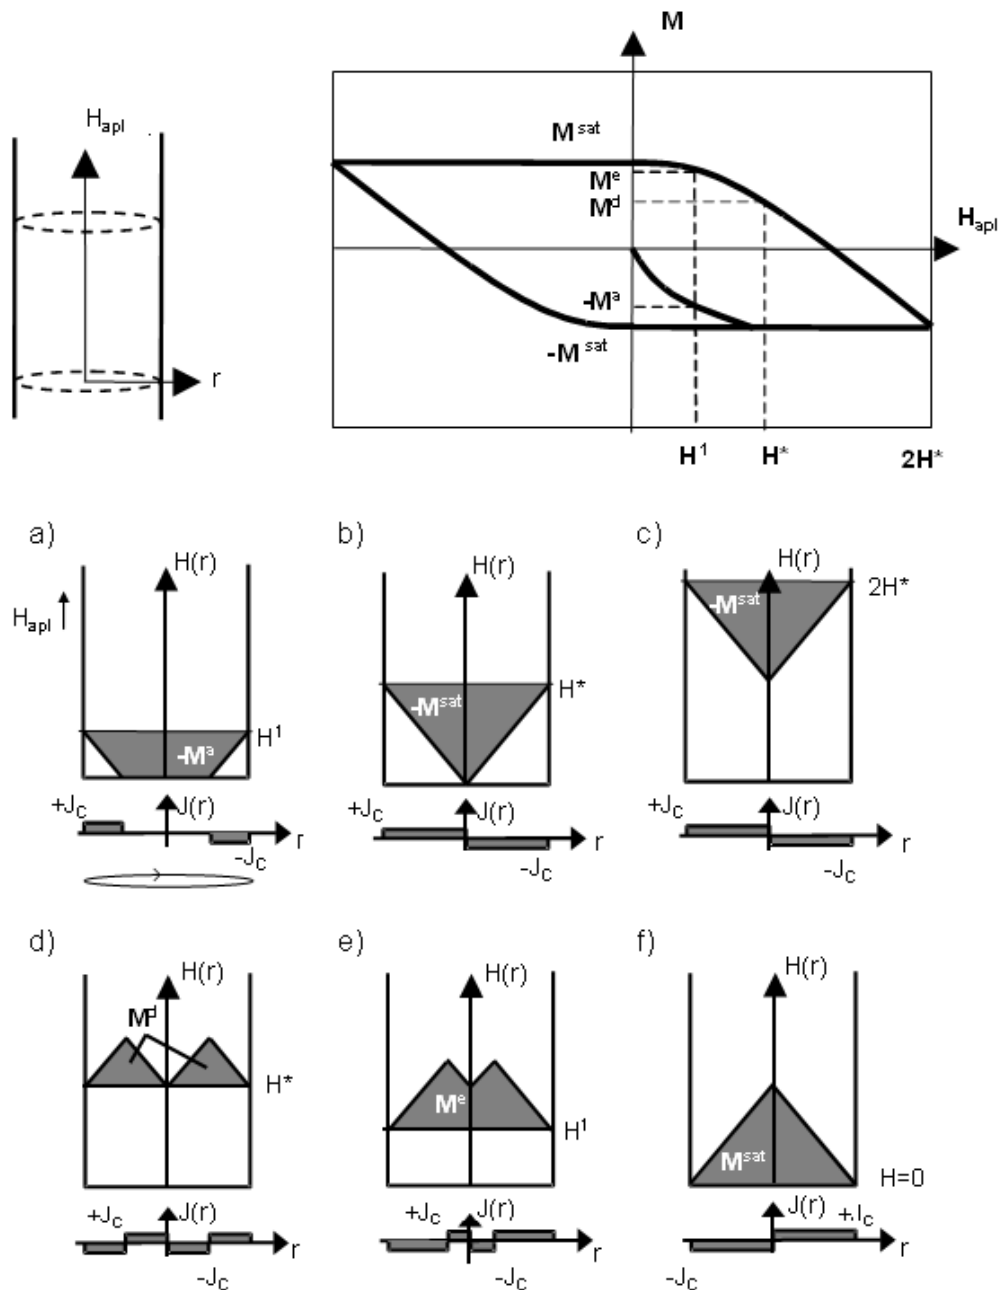 M
H_apl
M^sat
M^e
M^d
H_apl
-M^a
r
-M^sat
H^1 H* 2H*
a) b) c)
H(r) H(r) H(r)
H_apl
-M^sat 2H*
-M^sat H*
-M^a H^1
+J_c J(r) r -J_c
+J_c J(r) r -J_c
+J_c J(r) r -J_c
d) e) f)
H(r) H(r) H(r)
M^d H*
M^e H^1
M^sat H=0
+J_c J(r) r -J_c
+J_c J(r) r -J_c
J(r) +J_c r -J_c